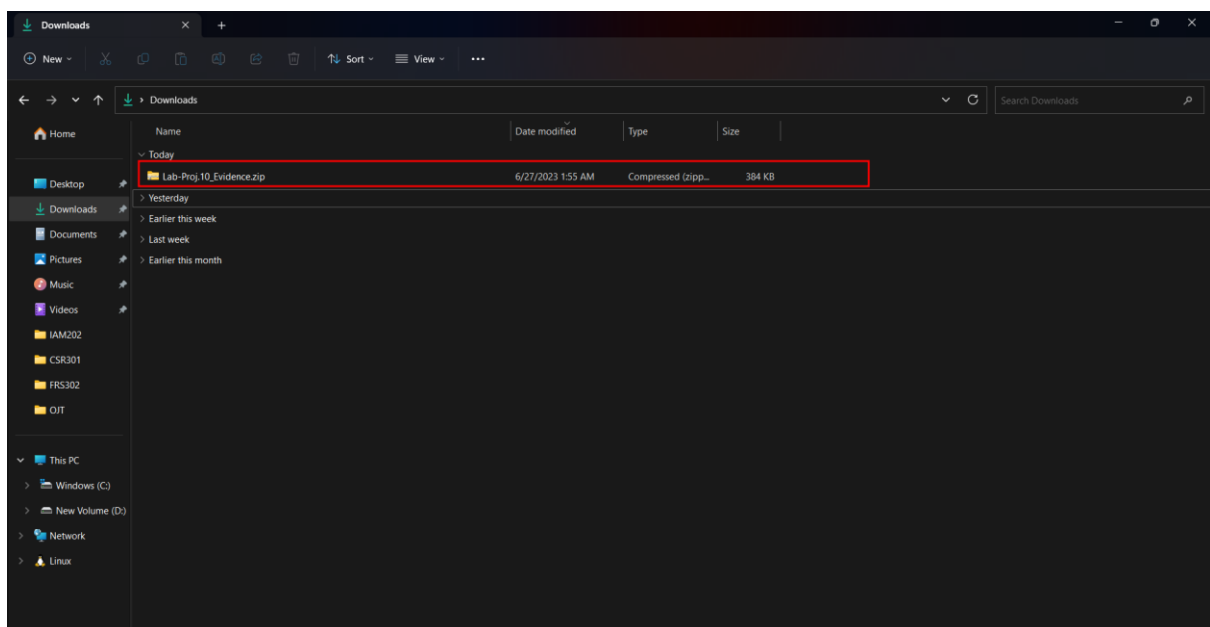 Downloads
New
Sort
View
Downloads
Search Downloads
Home
Desktop
Downloads
Documents
Pictures
Music
Videos
IAM202
CSR301
FRS302
OJT
This PC
Windows (C:)
New Volume (D:)
Network
Linux
Name Date modified Type Size
Today
Lab-Proj.10_Evidence.zip 6/27/2023 1:55 AM Compressed (zipp... 384 KB
Yesterday
Earlier this week
Last week
Earlier this month